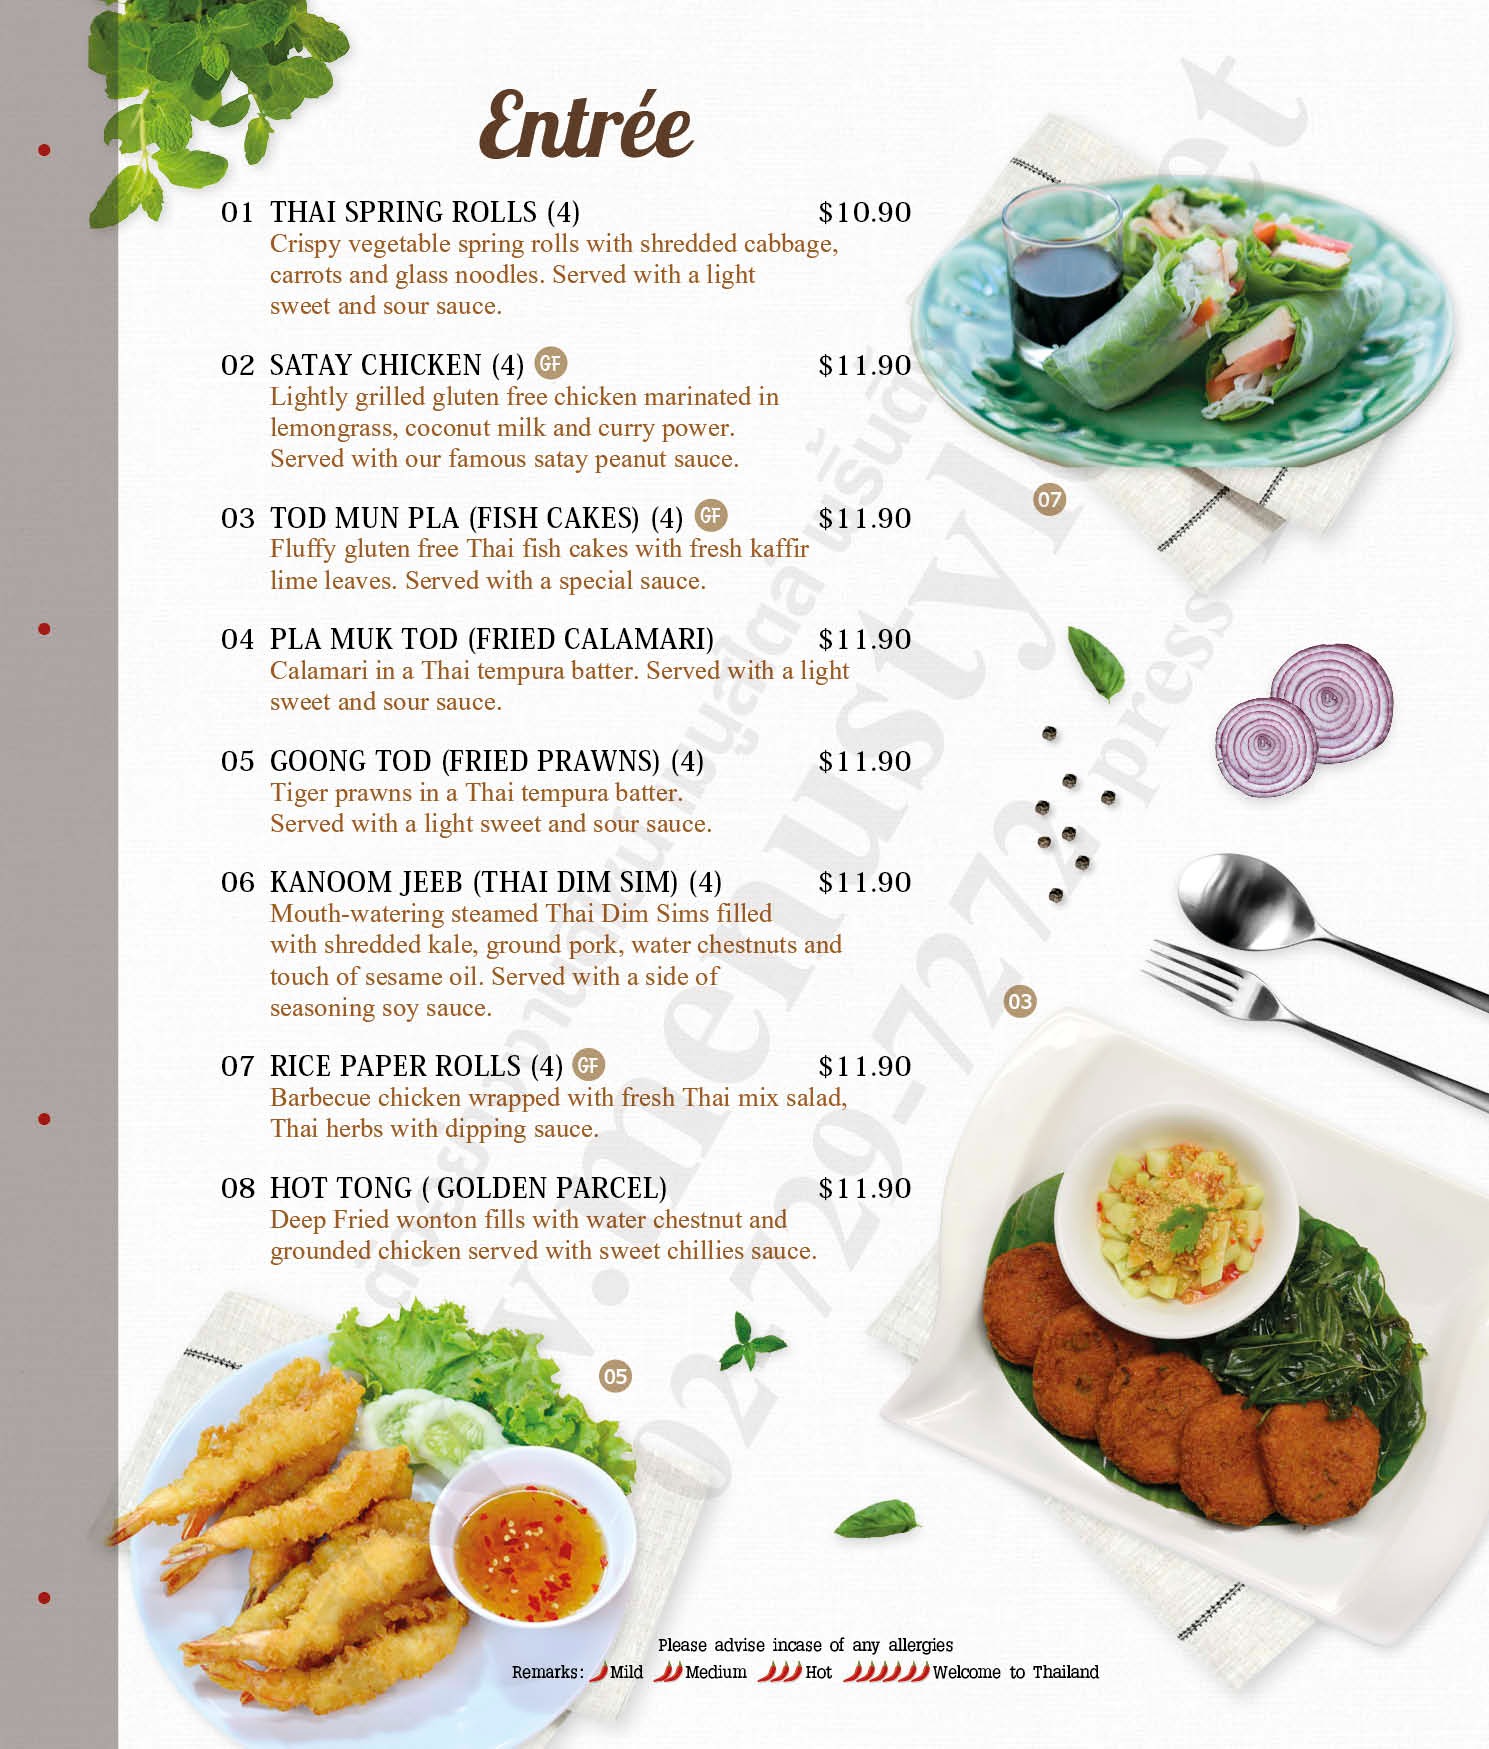 Entrée
01 THAI SPRING ROLLS (4) $10.90
Crispy vegetable spring rolls with shredded cabbage,
carrots and glass noodles. Served with a light
sweet and sour sauce.
02 SATAY CHICKEN (4) GF $11.90
Lightly grilled gluten free chicken marinated in
lemongrass, coconut milk and curry power.
Served with our famous satay peanut sauce.
03 TOD MUN PLA (FISH CAKES) (4) GF $11.90
Fluffy gluten free Thai fish cakes with fresh kaffir
lime leaves. Served with a special sauce.
04 PLA MUK TOD (FRIED CALAMARI) $11.90
Calamari in a Thai tempura batter. Served with a light
sweet and sour sauce.
05 GOONG TOD (FRIED PRAWNS) (4) $11.90
Tiger prawns in a Thai tempura batter.
Served with a light sweet and sour sauce.
06 KANOOM JEEB (THAI DIM SIM) (4) $11.90
Mouth-watering steamed Thai Dim Sims filled
with shredded kale, ground pork, water chestnuts and
touch of sesame oil. Served with a side of
seasoning soy sauce.
07 RICE PAPER ROLLS (4) GF $11.90
Barbecue chicken wrapped with fresh Thai mix salad,
Thai herbs with dipping sauce.
08 HOT TONG ( GOLDEN PARCEL) $11.90
Deep Fried wonton fills with water chestnut and
grounded chicken served with sweet chillies sauce.
07
03
05
02-729-7272 press
Please advise incase of any allergies
Remarks: Mild Medium Hot Welcome to Thailand